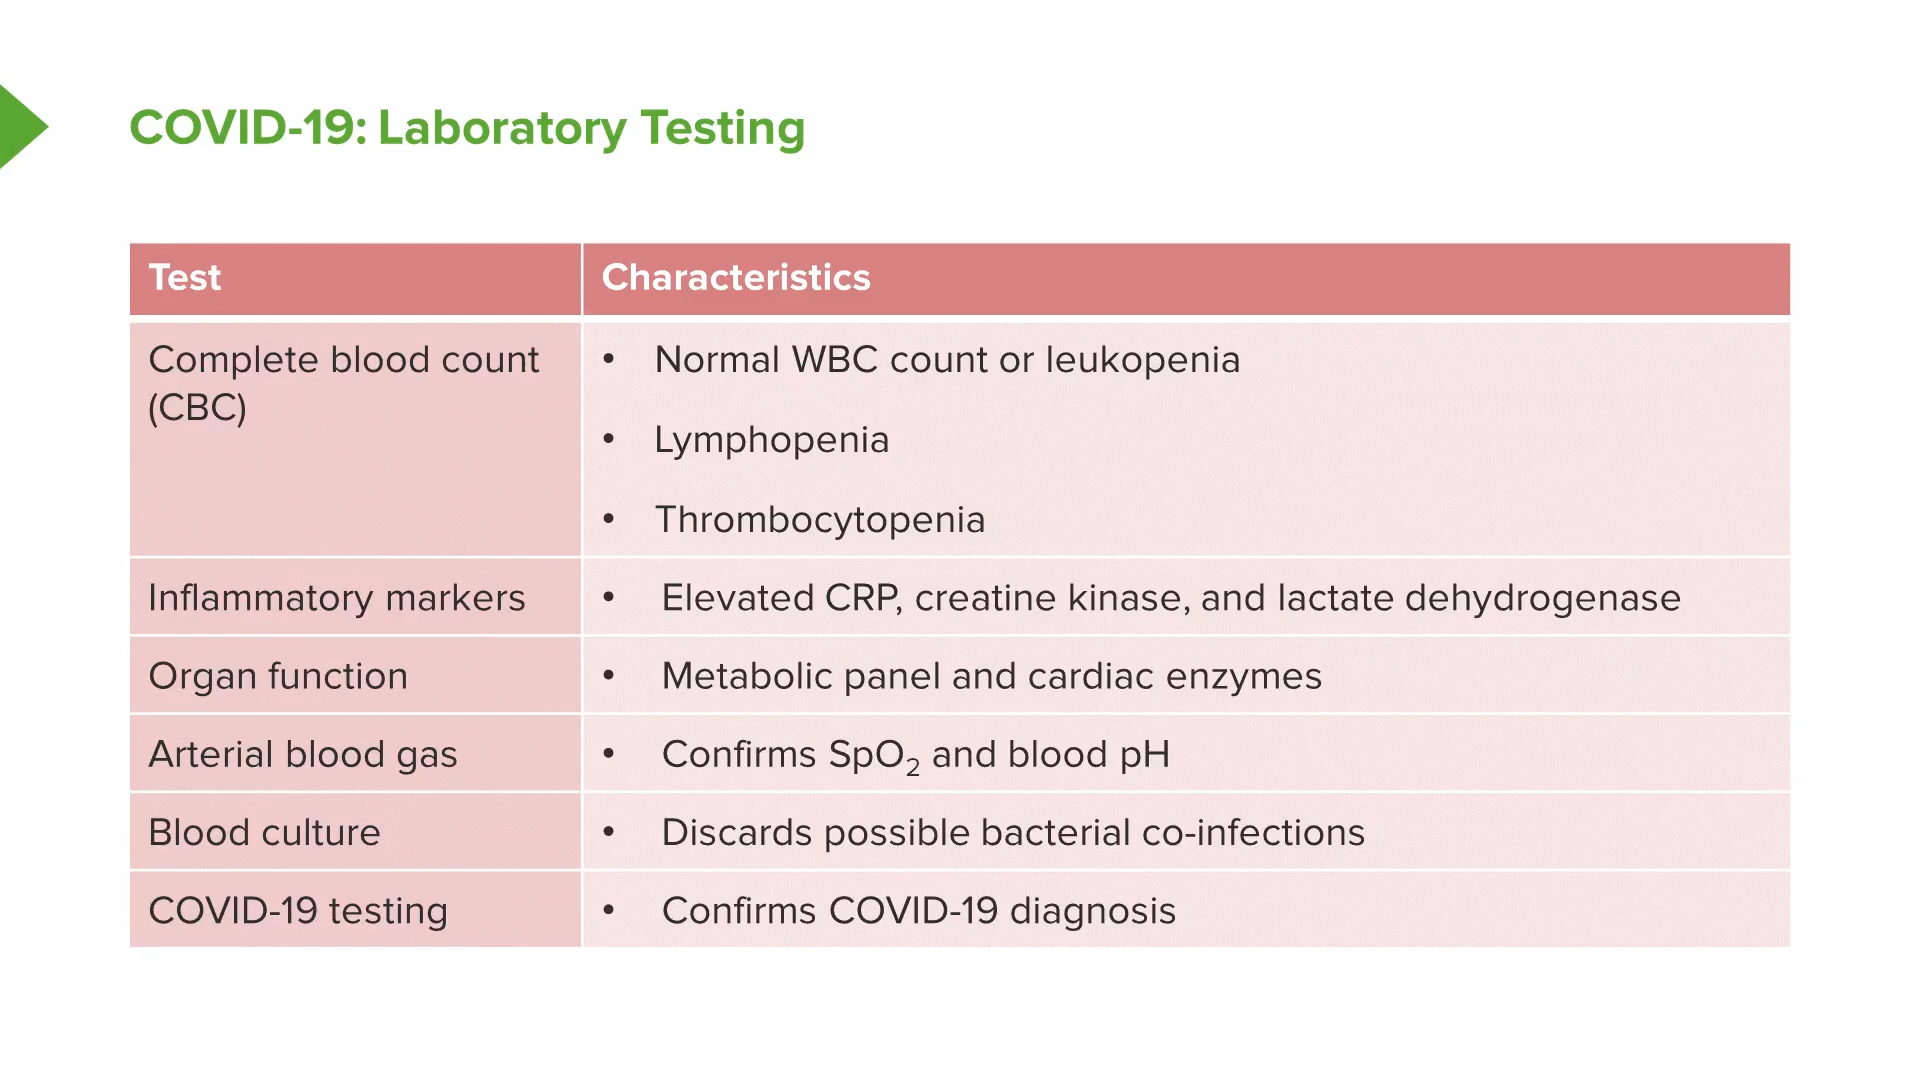 COVID-19: Laboratory Testing
Test
Characteristics
Complete blood count
(CBC)
• Normal WBC count or leukopenia
• Lymphopenia
• Thrombocytopenia
Inflammatory markers
• Elevated CRP, creatine kinase, and lactate dehydrogenase
Organ function
• Metabolic panel and cardiac enzymes
Arterial blood gas
• Confirms SpO₂ and blood pH
Blood culture
• Discards possible bacterial co-infections
COVID-19 testing
• Confirms COVID-19 diagnosis